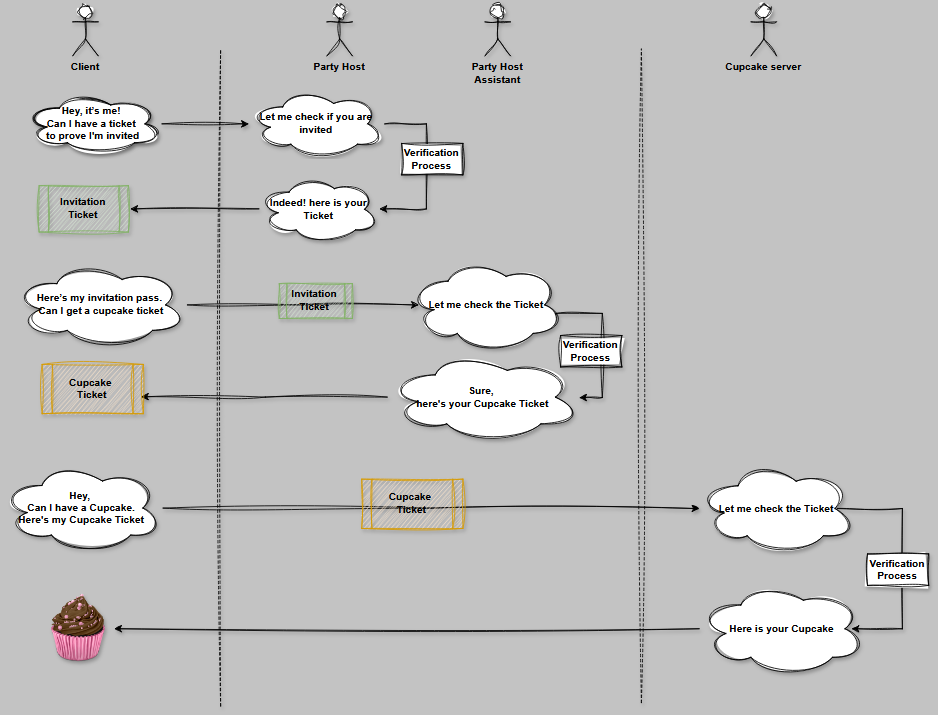 Client
Party Host
Party Host
Assistant
Cupcake server
Hey, it's me!
Can I have a ticket
to prove I'm invited
Let me check if you are
invited
Verification
Process
Invitation
Ticket
Indeed! here is your
Ticket
Here's my invitation pass.
Can I get a cupcake ticket
Invitation
Ticket
Let me check the Ticket
Verification
Process
Cupcake
Ticket
Sure,
here's your Cupcake Ticket
Hey,
Can I have a Cupcake.
Here's my Cupcake Ticket
Cupcake
Ticket
Let me check the Ticket
Verification
Process
Here is your Cupcake